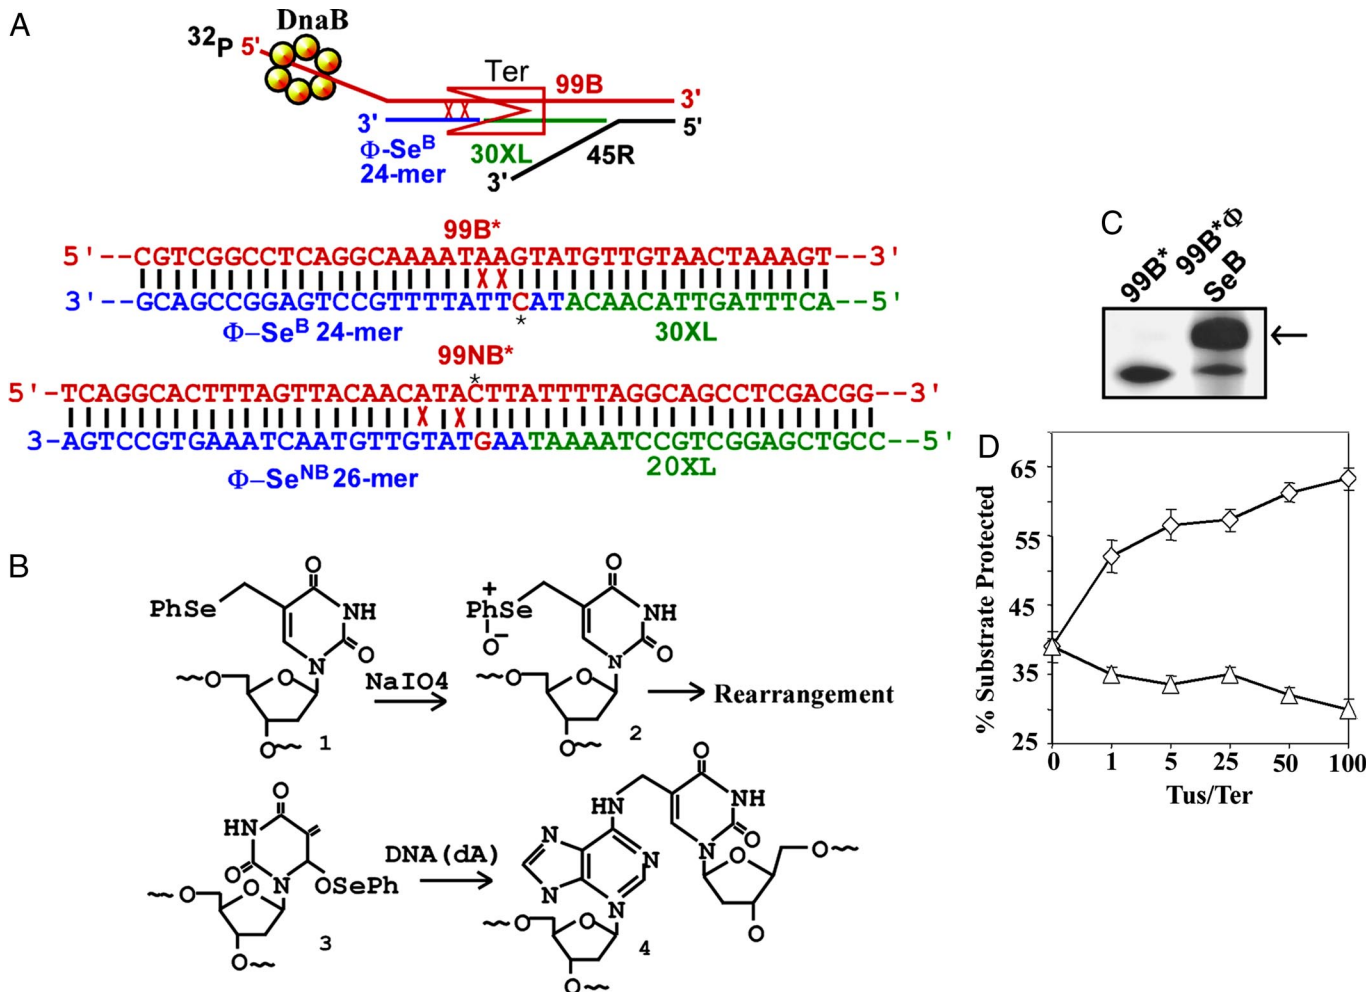 A
DnaB
32P 5'
Ter
99B
3'
3'
5'
Φ-SeB
24-mer
30XL
45R
3'
99B*
5'--CGTCGGCCTCAGGCAAAATAAGTATGTTGTAACTAAAGT--3'
X X
3'--GCAGCCGGAGTCCGTTTTATTCATACAACATTGATTTCA--5'
*
Φ–SeB 24-mer
30XL
99NB*
*
5'-TCAGGCACTTTAGTTACAACATACTTATTTTAGGCAGCCTCGACGG--3'
X X
3-AGTCCGTGAAATCAATGTTGTATGAATAAAATCCGTCGGAGCTGCC--5'
Φ–SeNB 26-mer
20XL
B
PhSe
O
NH
O
N
O
O
O
1
NaIO4
+
PhSe
O−
O
NH
O
N
O
O
O
2
Rearrangement
O
HN
O
N
OSePh
O
O
O
3
DNA(dA)
HN
O
NH
O
N
N
N
N
N
O
O
O
O
O
O
4
C
99B*
99B*Φ
SeB
D
% Substrate Protected
65
55
45
35
25
0
1
5
25
50
100
Tus/Ter